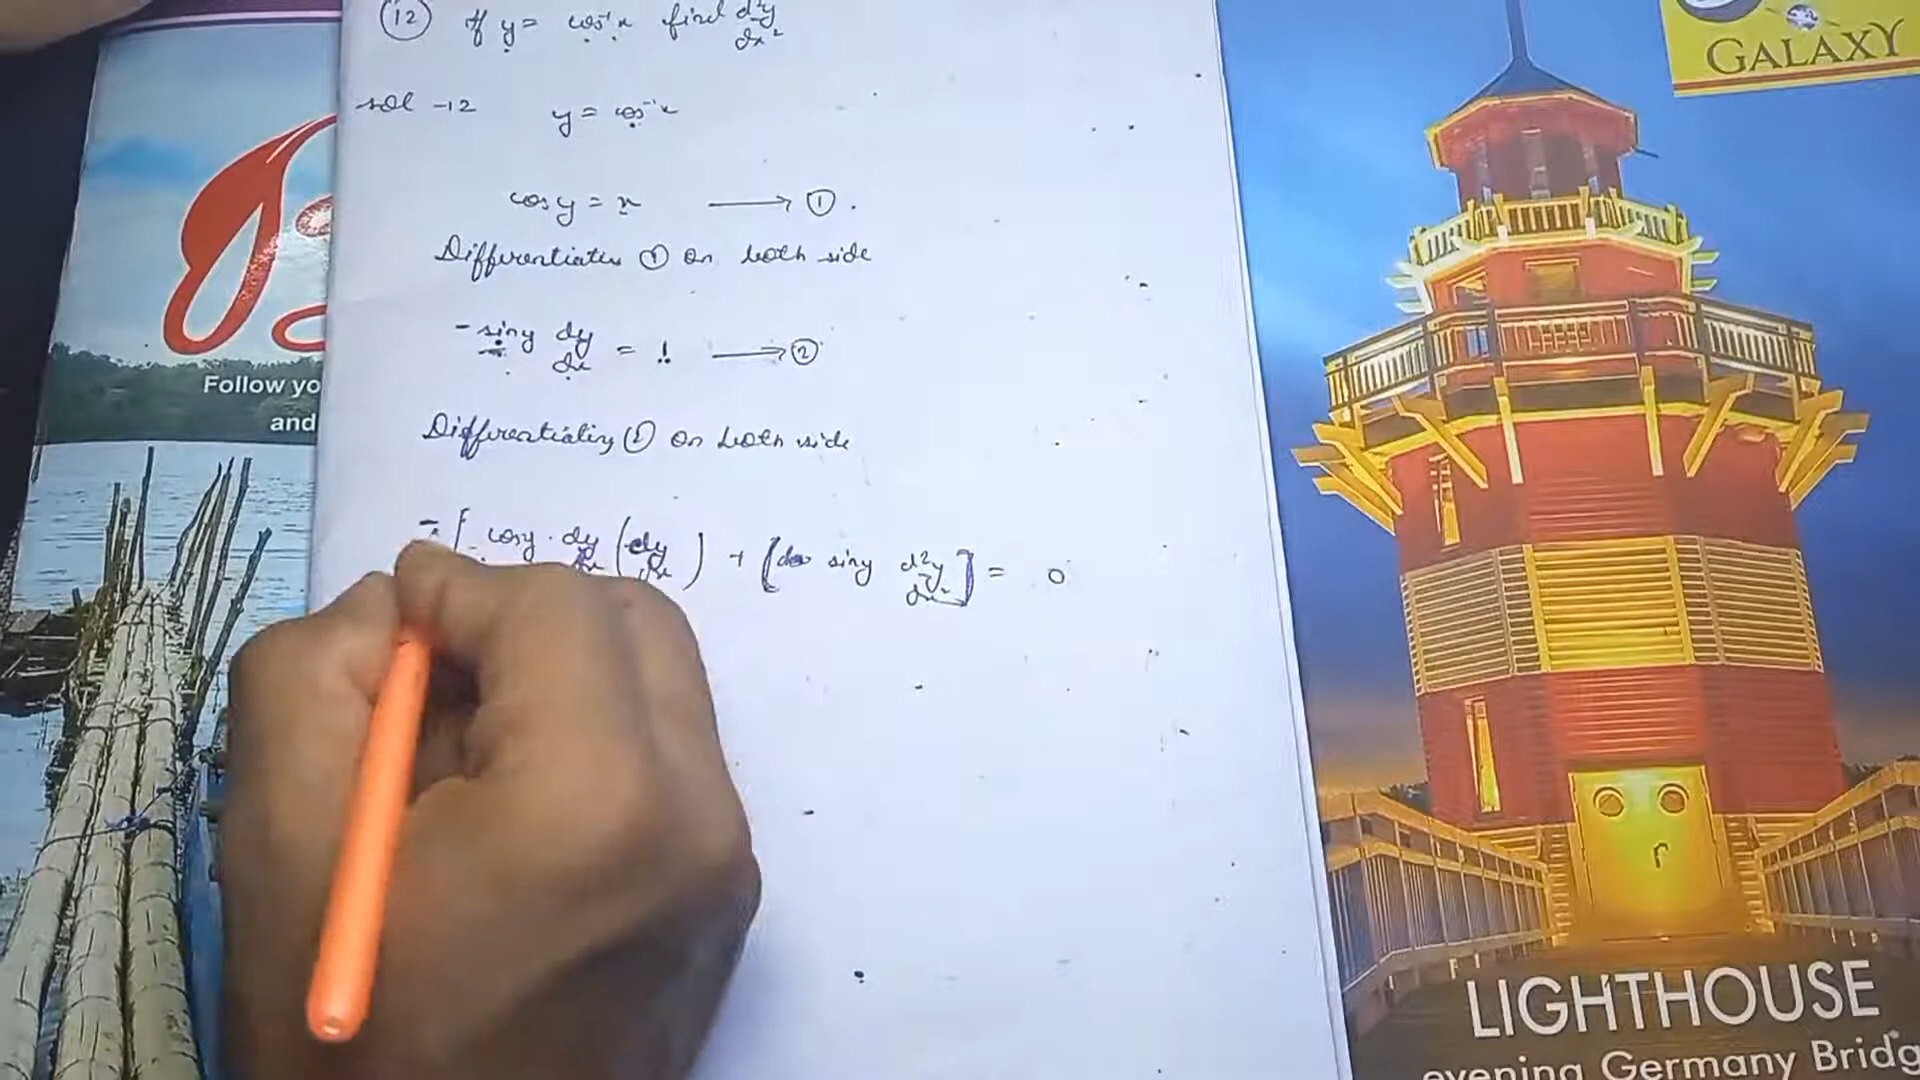 (12) If y = cos⁻¹x find d²y/dx²
sol -12 y = cos⁻¹x
cos y = x → ①.
Differentiates ① on both side
- sin y dy/dx = 1 → ②
Differentiating ② on both side
- [cos y · dy/dx (dy/dx) + [ sin y d²y/dx²] = 0
Follow yo
and
GALAXY
LIGHTHOUSE
evening Germany Bridg